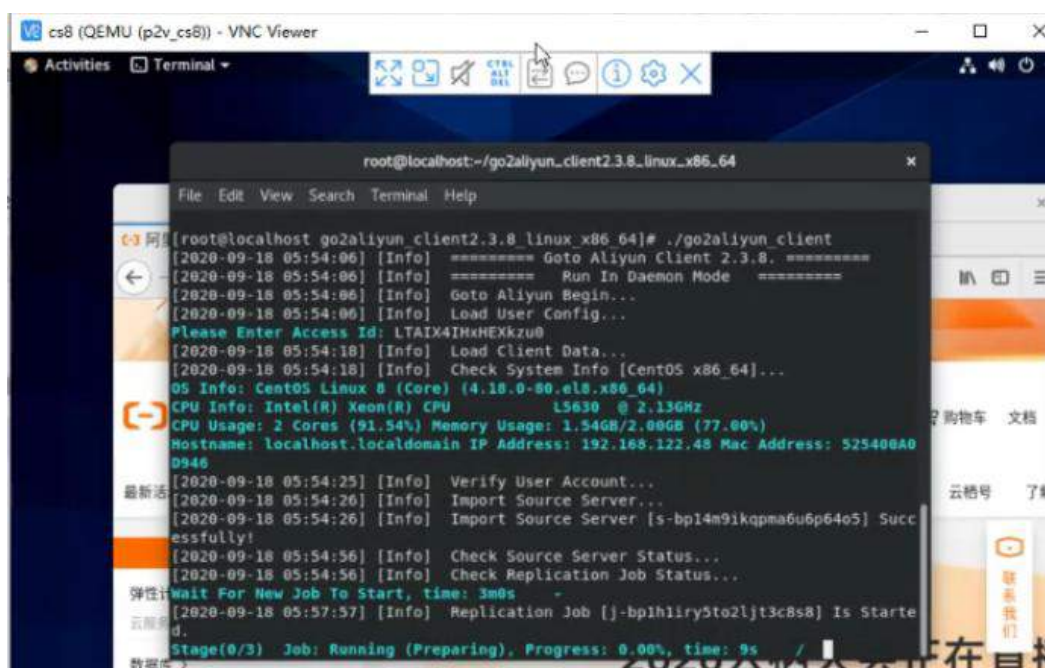 cs8 (QEMU (p2v_cs8)) - VNC Viewer
Activities Terminal
CTRL
ALT
DEL
root@localhost:~/go2aliyun_client2.3.8_linux_x86_64
File Edit View Search Terminal Help
[root@localhost go2aliyun_client2.3.8_linux_x86_64]# ./go2aliyun_client
[2020-09-18 05:54:06] [Info] ========= Goto Aliyun Client 2.3.8. =========
[2020-09-18 05:54:06] [Info] ========= Run In Daemon Mode =========
[2020-09-18 05:54:06] [Info] Goto Aliyun Begin...
[2020-09-18 05:54:06] [Info] Load User Config...
Please Enter Access Id: LTAIX4IHxHEXkzu0
[2020-09-18 05:54:18] [Info] Load Client Data...
[2020-09-18 05:54:18] [Info] Check System Info [CentOS x86_64]...
OS Info: CentOS Linux 8 (Core) (4.18.0-80.el8.x86_64)
CPU Info: Intel(R) Xeon(R) CPU L5630 @ 2.13GHz
CPU Usage: 2 Cores (91.54%) Memory Usage: 1.54GB/2.00GB (77.00%)
Hostname: localhost.localdomain IP Address: 192.168.122.48 Mac Address: 525400A0
D946
[2020-09-18 05:54:25] [Info] Verify User Account...
[2020-09-18 05:54:26] [Info] Import Source Server...
[2020-09-18 05:54:26] [Info] Import Source Server [s-bp14m9ikqpma6u6p64o5] Succ
essfully!
[2020-09-18 05:54:56] [Info] Check Source Server Status...
[2020-09-18 05:54:56] [Info] Check Replication Job Status...
Wait For New Job To Start, time: 3m0s -
[2020-09-18 05:57:57] [Info] Replication Job [j-bp1h1iry5to2ljt3c8s8] Is Starte
d.
Stage(0/3) Job: Running (Preparing), Progress: 0.00%, time: 9s /
购物车 文档
最新活
云栖号 了解
弹性计
数据库
联系我们